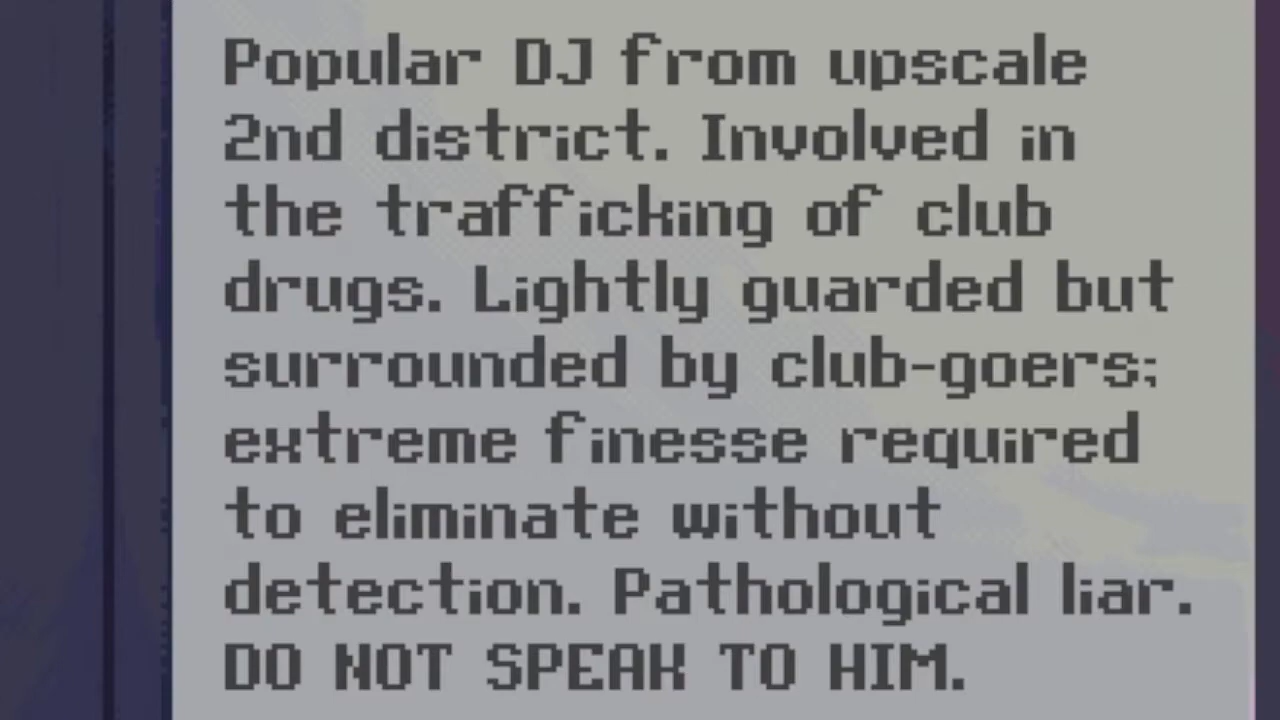 Popular DJ from upscale
2nd district. Involved in
the trafficking of club
drugs. Lightly guarded but
surrounded by club-goers;
extreme finesse required
to eliminate without
detection. Pathological liar.
DO NOT SPEAK TO HIM.